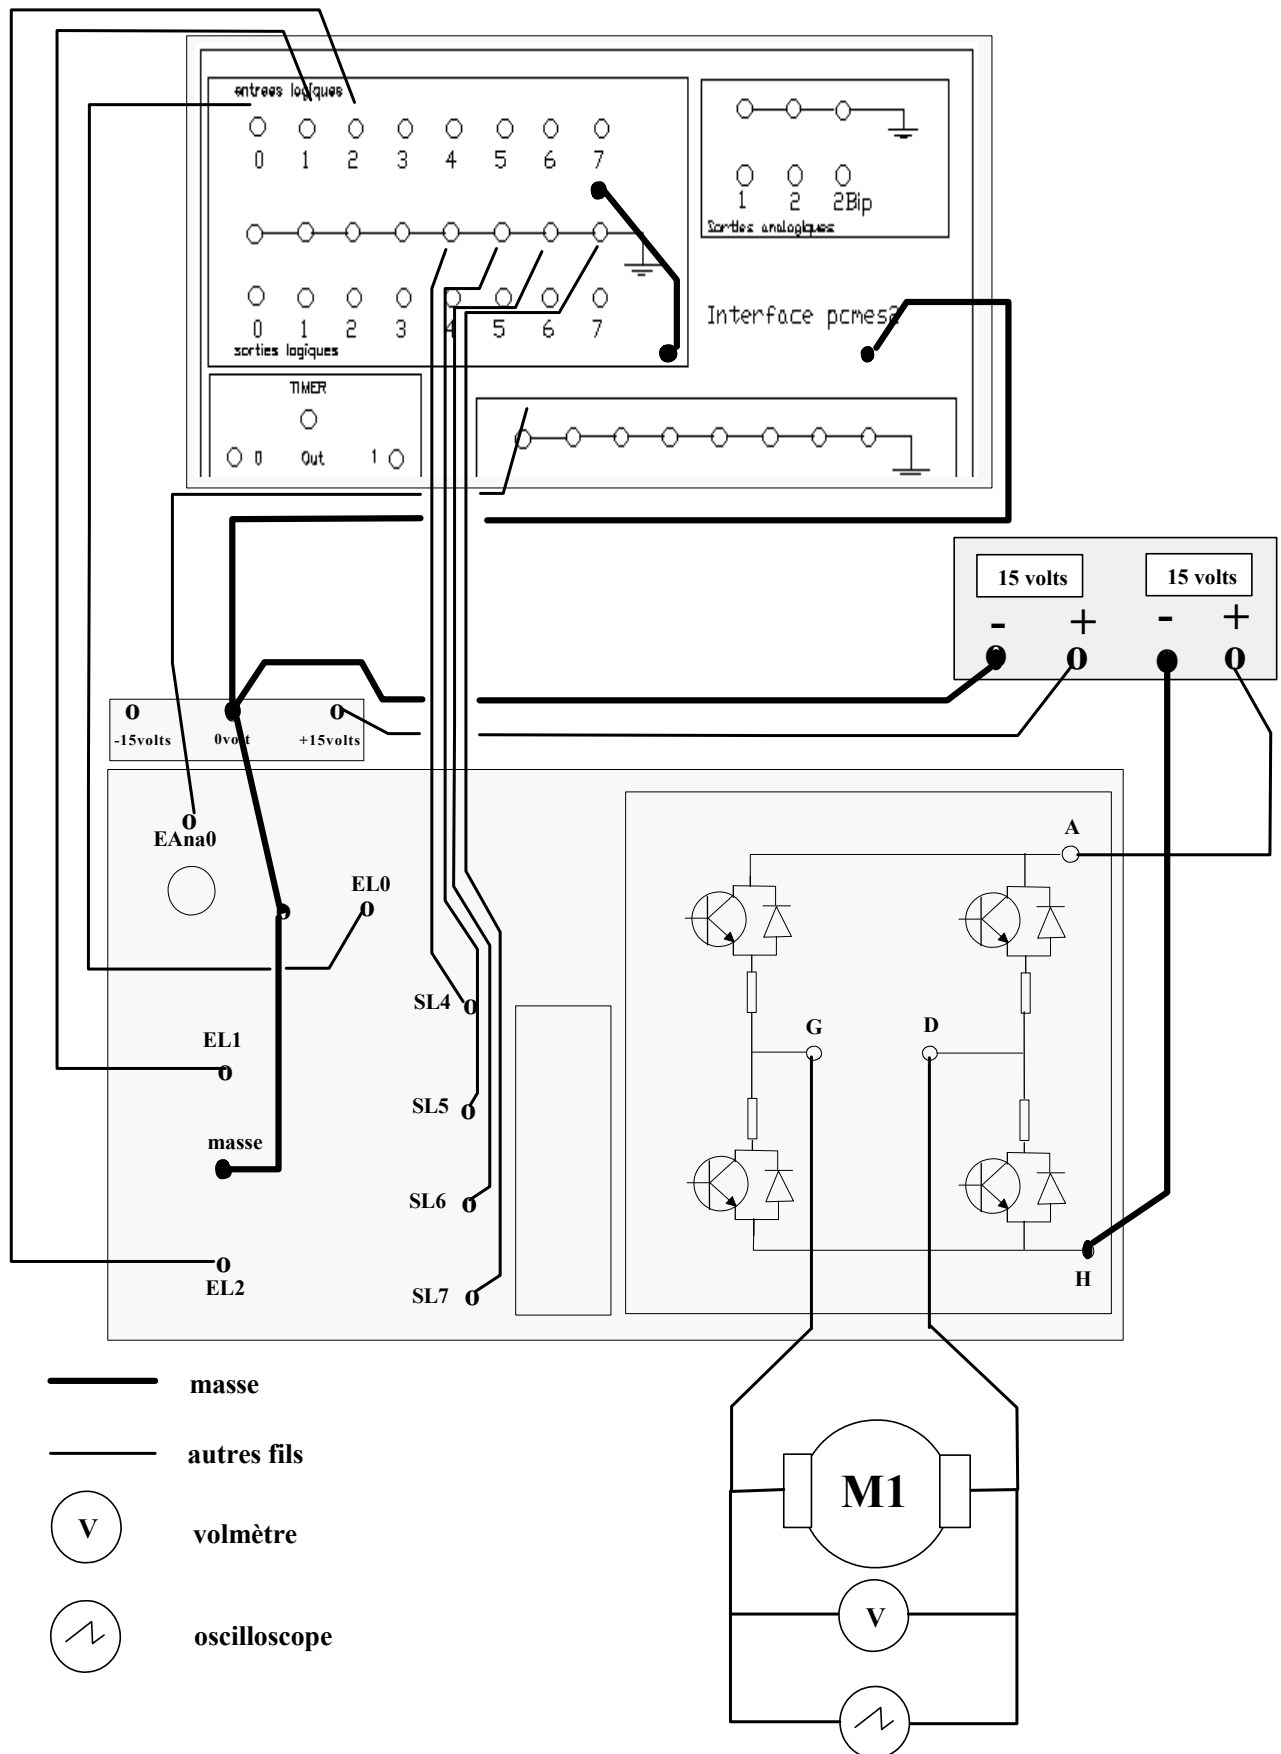 entrees logiques
0 1 2 3 4 5 6 7
1 2 2Bip
Sorties analogiques
0 1 2 3 4 5 6 7
sorties logiques
Interface pcmes2
TIMER
0 Out 1
15 volts 15 volts
- + - +
-15volts 0volt +15volts
EAna0
EL0
A
SL4
G D
EL1
SL5
masse
SL6
H
EL2
SL7
masse
autres fils
M1
V volmètre
V
oscilloscope